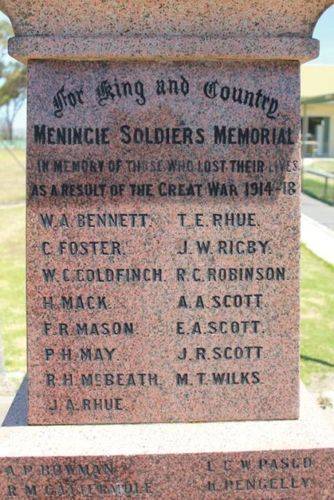 For King and Country
MENINGIE SOLDIERS MEMORIAL
IN MEMORY OF THOSE WHO LOST THEIR LIVES
AS A RESULT OF THE GREAT WAR 1914-18
W.A. BENNETT. T.E. RHUE.
C. FOSTER. J.W. RIGBY.
W.C. GOLDFINCH. R.C. ROBINSON.
H. MACK. A.A. SCOTT.
F.R. MASON. E.A. SCOTT.
P.H. MAY. J.R. SCOTT
R.H. McBEATH. M.T. WILKS.
J.A. RHUE.
A P BOWMAN L C W PASCO
R M CATTERMOLE H PENGELLY